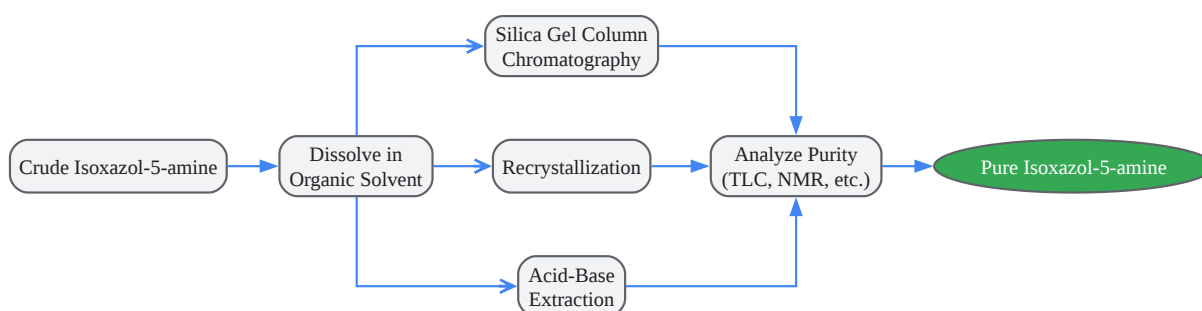 Crude Isoxazol-5-amine
Dissolve in
Organic Solvent
Silica Gel Column
Chromatography
Recrystallization
Acid-Base
Extraction
Analyze Purity
(TLC, NMR, etc.)
Pure Isoxazol-5-amine